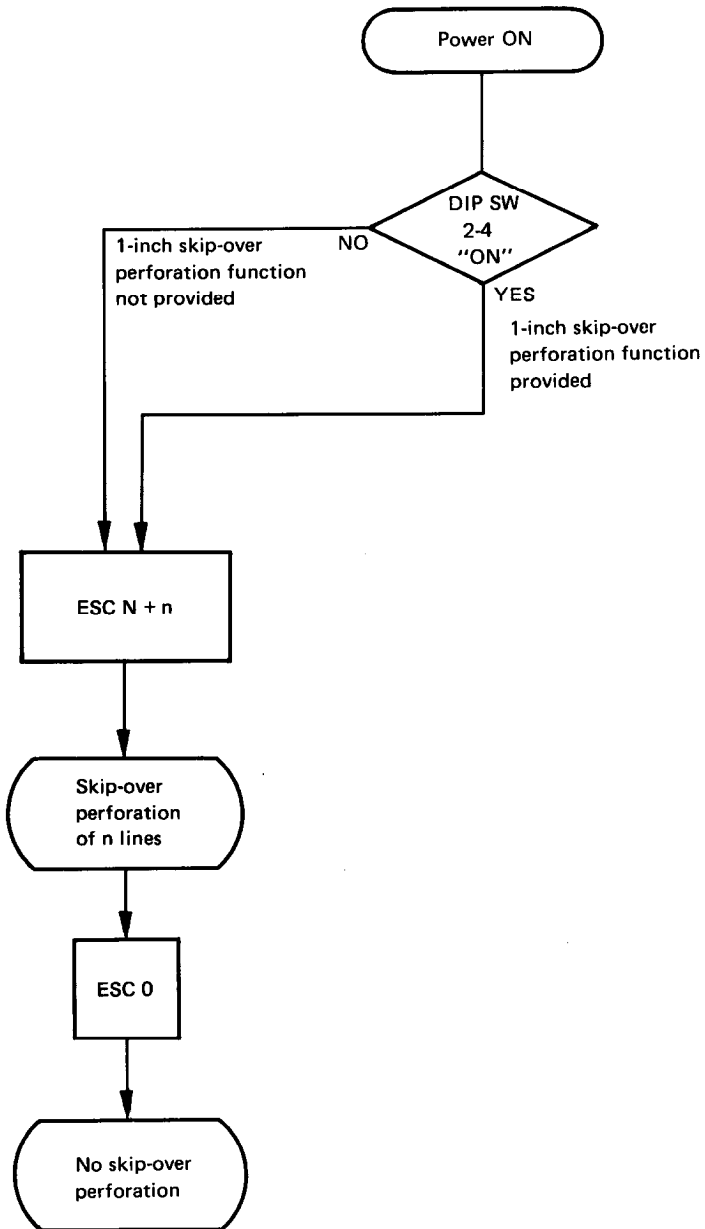 Power ON
DIP SW
2-4
"ON"
NO
1-inch skip-over
perforation function
not provided
YES
1-inch skip-over
perforation function
provided
ESC N + n
Skip-over
perforation
of n lines
ESC 0
No skip-over
perforation